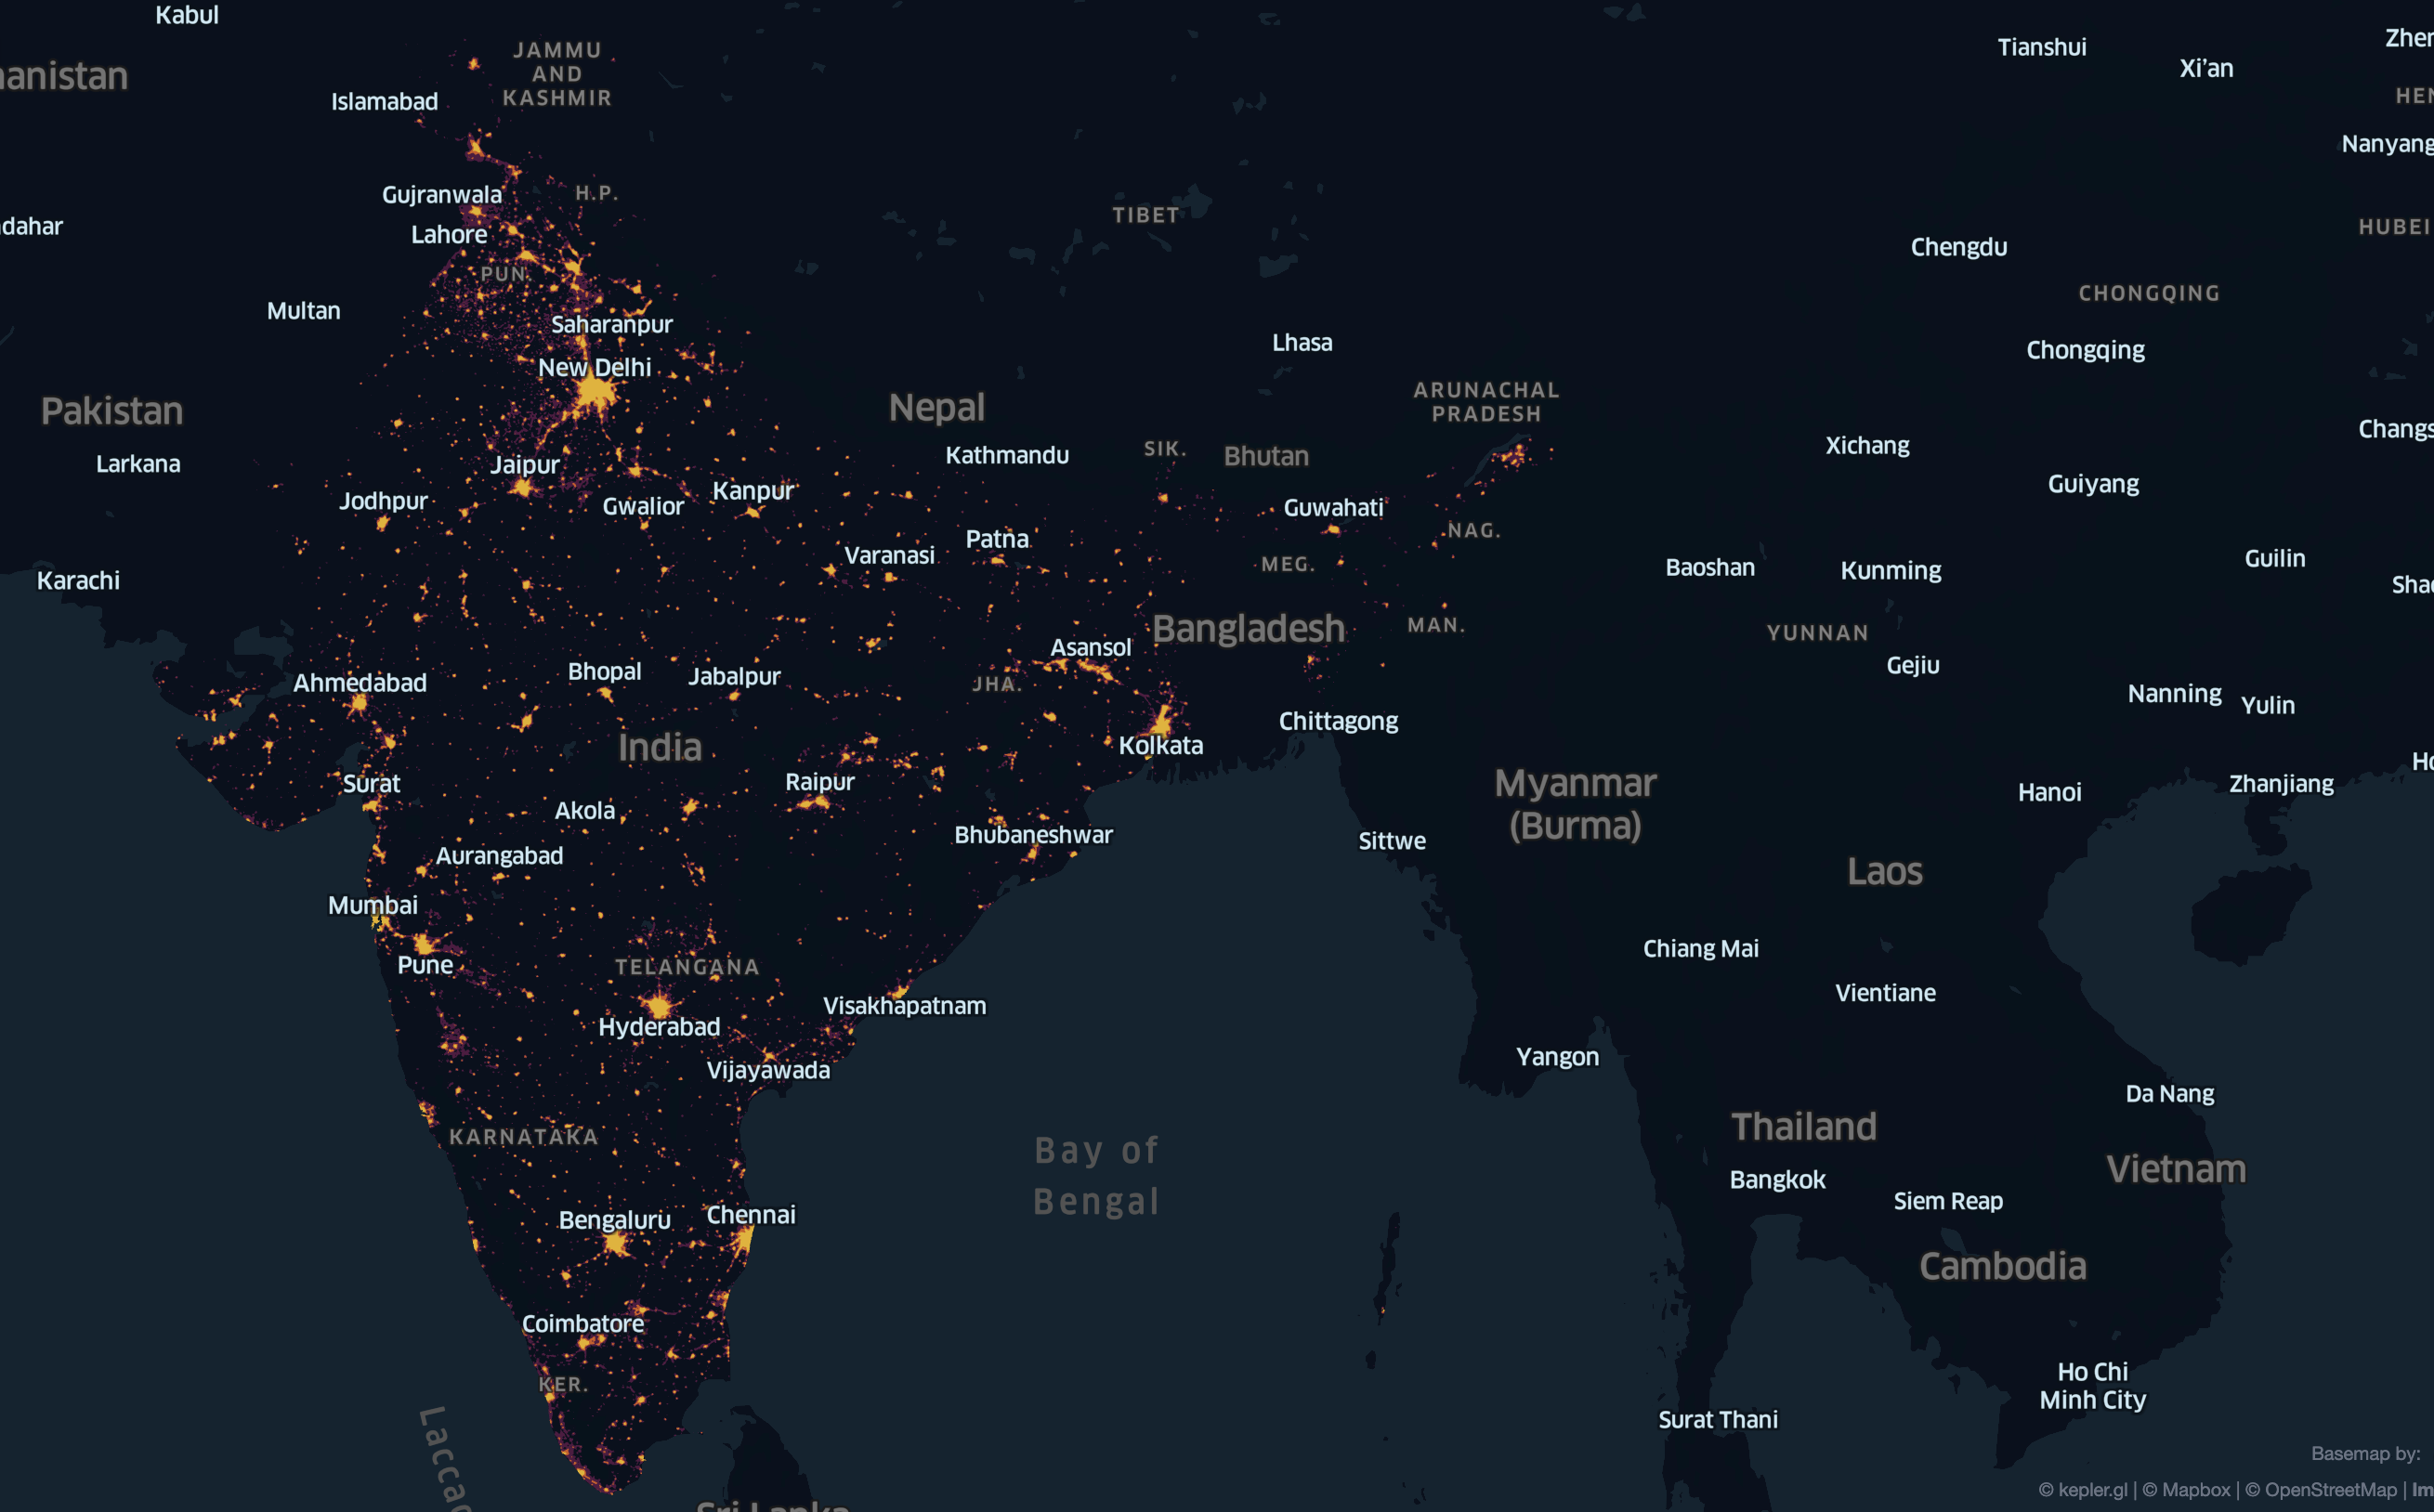 Kabul
JAMMU
AND
KASHMIR
Tianshui
Zher
anistan
Xi'an
Islamabad
HEN
Nanyang
Gujranwala
H.P.
TIBET
dahar
Lahore
HUBEI
Chengdu
PUN.
CHONGQING
Multan
Saharanpur
Lhasa
Chongqing
New Delhi
Pakistan
Nepal
ARUNACHAL
PRADESH
Changs
Kathmandu
SIK.
Bhutan
Xichang
Larkana
Jaipur
Guiyang
Jodhpur
Gwalior
Kanpur
Guwahati
NAG.
Patna
Varanasi
MEG.
Baoshan
Kunming
Guilin
Karachi
Shao
Bangladesh
MAN.
YUNNAN
Asansol
Gejiu
Bhopal
Jabalpur
JHA.
Ahmedabad
Nanning
Yulin
Chittagong
India
Kolkata
Ho
Surat
Raipur
Myanmar
(Burma)
Hanoi
Zhanjiang
Akola
Bhubaneshwar
Sittwe
Aurangabad
Laos
Mumbai
Chiang Mai
Pune
TELANGANA
Vientiane
Visakhapatnam
Hyderabad
Yangon
Vijayawada
Da Nang
KARNATAKA
Thailand
Bay of
Bengal
Vietnam
Bangkok
Siem Reap
Bengaluru
Chennai
Cambodia
Coimbatore
KER.
Ho Chi
Minh City
Laccad
Surat Thani
Basemap by:
© kepler.gl | © Mapbox | © OpenStreetMap | Im
Sri Lanka